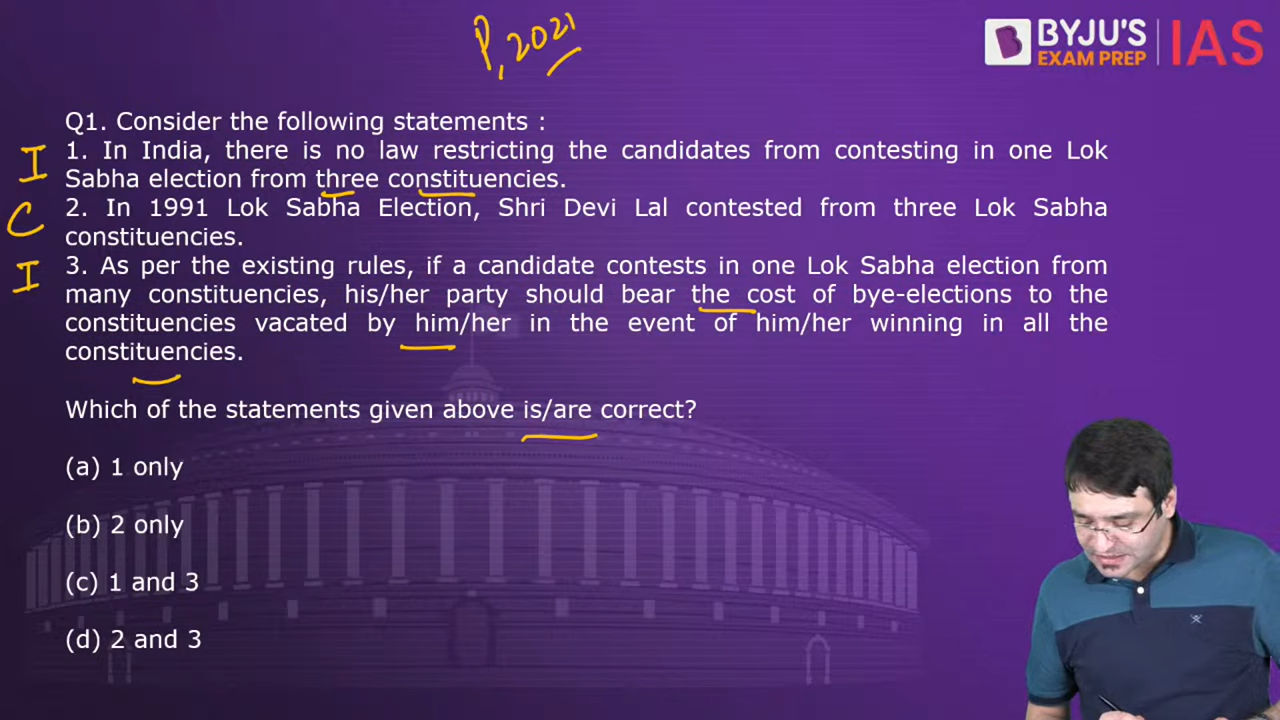 P, 2021
BYJU'S
EXAM PREP
IAS
Q1. Consider the following statements :
I 1. In India, there is no law restricting the candidates from contesting in one Lok
Sabha election from three constituencies.
C 2. In 1991 Lok Sabha Election, Shri Devi Lal contested from three Lok Sabha
constituencies.
I 3. As per the existing rules, if a candidate contests in one Lok Sabha election from
many constituencies, his/her party should bear the cost of bye-elections to the
constituencies vacated by him/her in the event of him/her winning in all the
constituencies.
Which of the statements given above is/are correct?
(a) 1 only
(b) 2 only
(c) 1 and 3
(d) 2 and 3